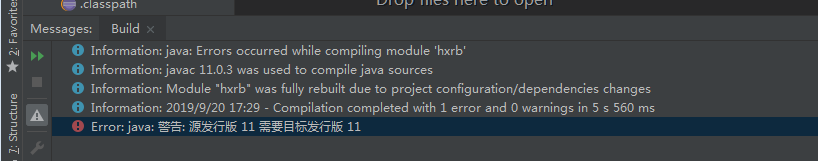 .classpath
Drop files here to open
Messages: Build ×
Information: java: Errors occurred while compiling module 'hxrb'
Information: javac 11.0.3 was used to compile java sources
Information: Module "hxrb" was fully rebuilt due to project configuration/dependencies changes
Information: 2019/9/20 17:29 - Compilation completed with 1 error and 0 warnings in 5 s 560 ms
Error: java: 警告: 源发行版 11 需要目标发行版 11
2: Favorites
7: Structure